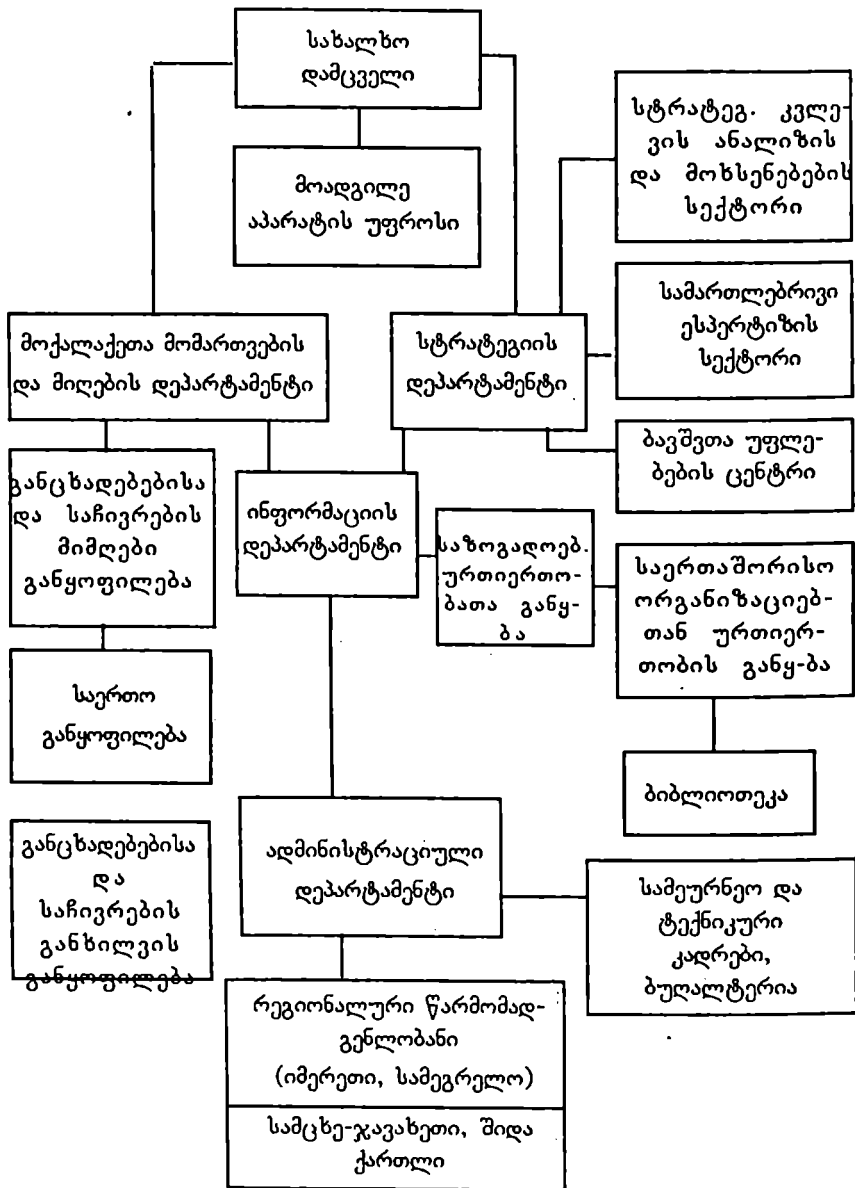 სახალხო
დამცველი
მოადგილე
აპარატის უფროსი
სტრატეგ. კვლე-
ვის ანალიზის
და მოხსენებების
სექტორი
სამართლებრივი
ესპერტიზის
სექტორი
მოქალაქეთა მომართვების
და მიღების დეპარტამენტი
სტრატეგიის
დეპარტამენტი
ბავშვთა უფლე-
ბების ცენტრი
განცხადებებისა
და საჩივრების
მიმღები
განყოფილება
ინფორმაციის
დეპარტამენტი
საზოგადოებ.
ურთიერთო-
ბათა განყ-
ბა
საერთაშორისო
ორგანიზაციებ-
თან ურთიერ-
თობის განყ-ბა
საერთო
განყოფილება
ბიბლიოთეკა
განცხადებებისა
და
საჩივრების
განხილვის
განყოფილება
ადმინისტრაციული
დეპარტამენტი
სამეურნეო და
ტექნიკური
კადრები,
ბუღალტერია
რეგიონალური წარმომად-
გენლობანი
(იმერეთი, სამეგრელო)
სამცხე-ჯავახეთი, შიდა
ქართლი